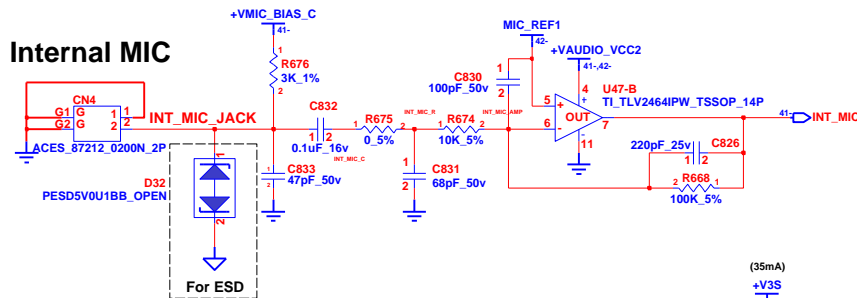 +VMIC_BIAS_C
41-
MIC_REF1
42-
Internal MIC
1
R676
3K_1%
2
+VAUDIO_VCC2
41-,42-
C830
100pF_50v
1
2
4
U47-B
TI_TLV2464IPW_TSSOP_14P
CN4
G1 G 1 1
G2 G 2 2
ACES_87212_0200N_2P
INT_MIC_JACK
C832
1 2
0.1uF_16v
INT_MIC_C
R675
1 2
0_5%
INT_MIC_R
R674
1 2
10K_5%
INT_MIC_AMP
5 +
6 -
OUT
7
+
-
11
41-
INT_MIC
220pF_25v
C826
1 2
R668
2 1
100K_5%
1
D32
PESD5V0U1BB_OPEN
2
1
C833
47pF_50v
2
1
C831
68pF_50v
2
For ESD
(35mA)
+V3S